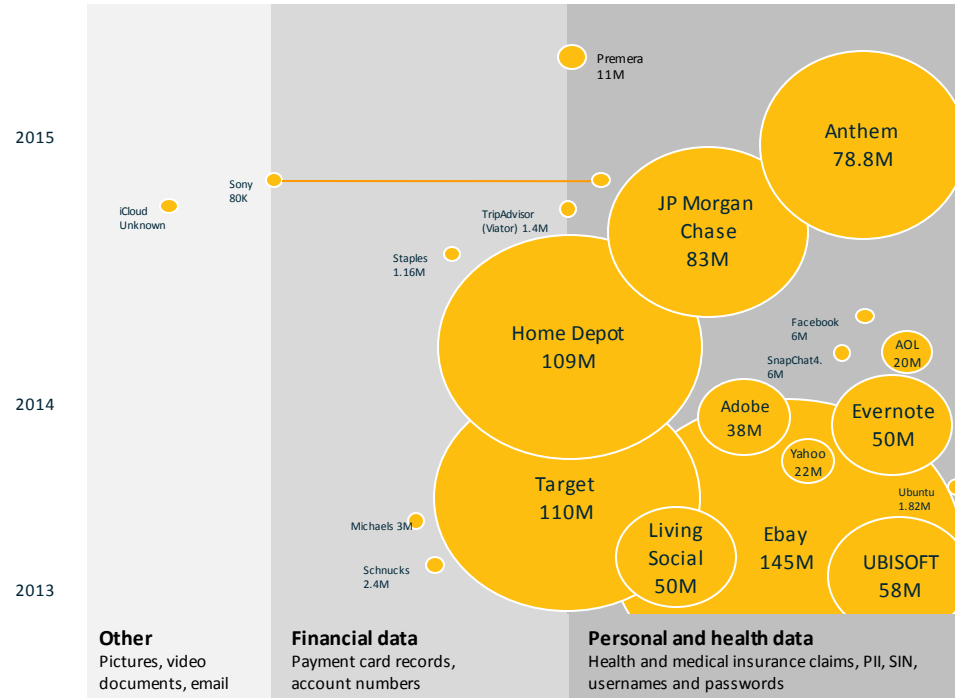 Premera
11M
2015
Anthem
78.8M
Sony
80K
iCloud
Unknown
JP Morgan
Chase
83M
TripAdvisor
(Viator) 1.4M
Staples
1.16M
Home Depot
109M
Facebook
6M
SnapChat4.
6M
AOL
20M
2014
Adobe
38M
Evernote
50M
Yahoo
22M
Target
110M
Ubuntu
1.82M
Michaels 3M
Living
Social
50M
Ebay
145M
UBISOFT
58M
Schnucks
2.4M
2013
Other
Pictures, video
documents, email
Financial data
Payment card records,
account numbers
Personal and health data
Health and medical insurance claims, PII, SIN,
usernames and passwords